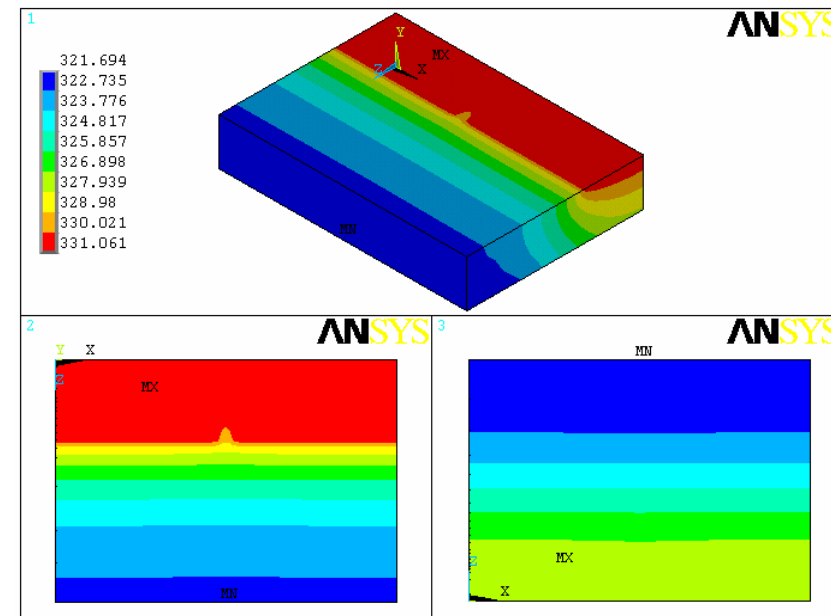 1
ANSYS
321.694
322.735
323.776
324.817
325.857
326.898
327.939
328.98
330.021
331.061
Y
Z
X
MX
MN
2
ANSYS
Y
X
Z
MX
MN
3
ANSYS
MN
MX
Z
X